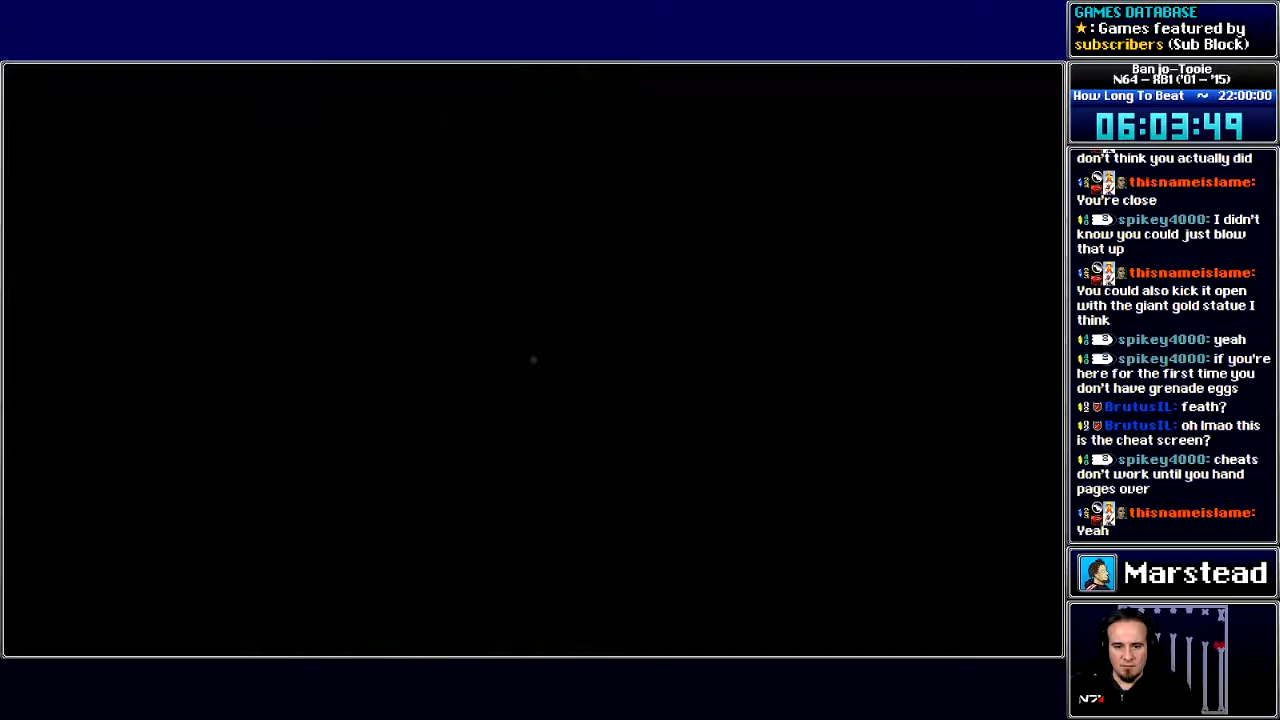 GAMES DATABASE
★: Games featured by
subscribers (Sub Block)
Banjo-Tooie
N64 - RB1 ('01 - '15)
How Long To Beat ~ 22:00:00
06:03:49
don't think you actually did
thisnameislame:
You're close
spikey4000: I didn't
know you could just blow
that up
thisnameislame:
You could also kick it open
with the giant gold statue I
think
spikey4000: yeah
spikey4000: if you're
here for the first time you
don't have grenade eggs
BrutusIL: feath?
BrutusIL: oh lmao this
is the cheat screen?
spikey4000: cheats
don't work until you hand
pages over
thisnameislame:
Yeah
Marstead
N7